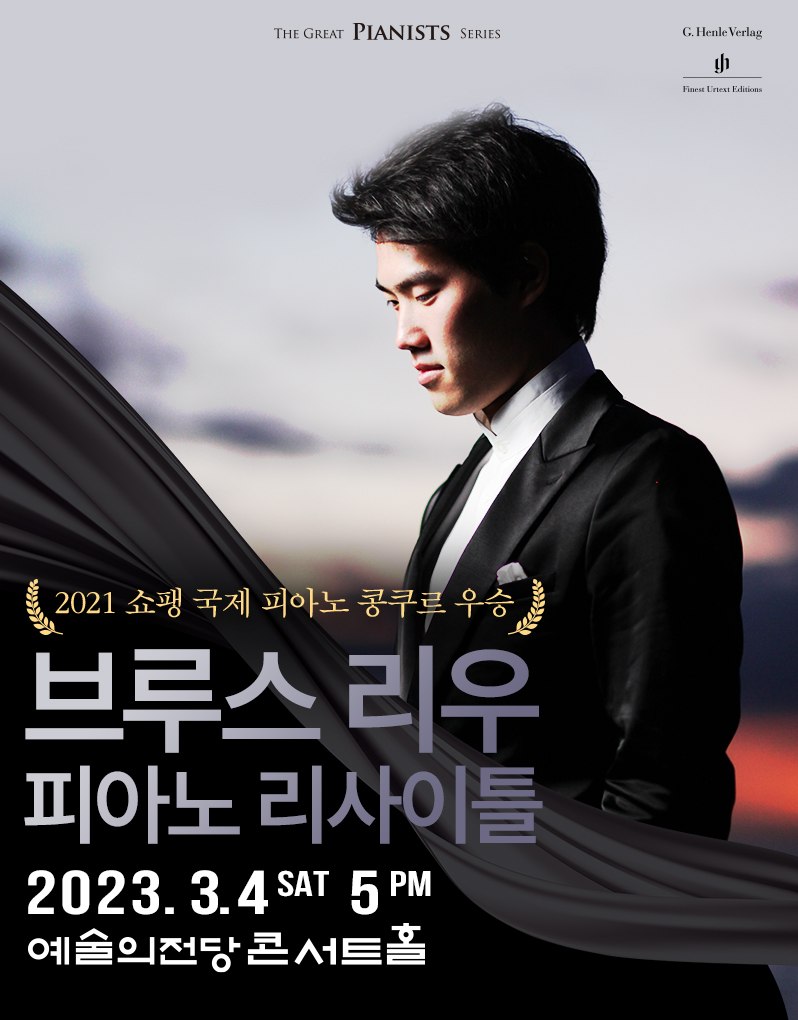 THE GREAT PIANISTS SERIES
G. Henle Verlag
Finest Urtext Editions
2021 쇼팽 국제 피아노 콩쿠르 우승
브루스 리우
피아노 리사이틀
2023. 3. 4 SAT 5 PM
예술의전당 콘서트홀